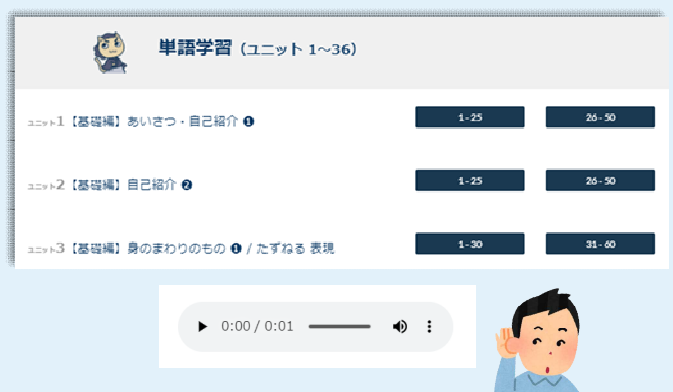 単語学習（ユニット 1～36）
ユニット1【基礎編】あいさつ・自己紹介 ❶ 1-25 26-50
ユニット2【基礎編】自己紹介 ❷ 1-25 26-50
ユニット3【基礎編】身のまわりのもの ❶ / たずねる 表現 1-30 31-60
0:00 / 0:01